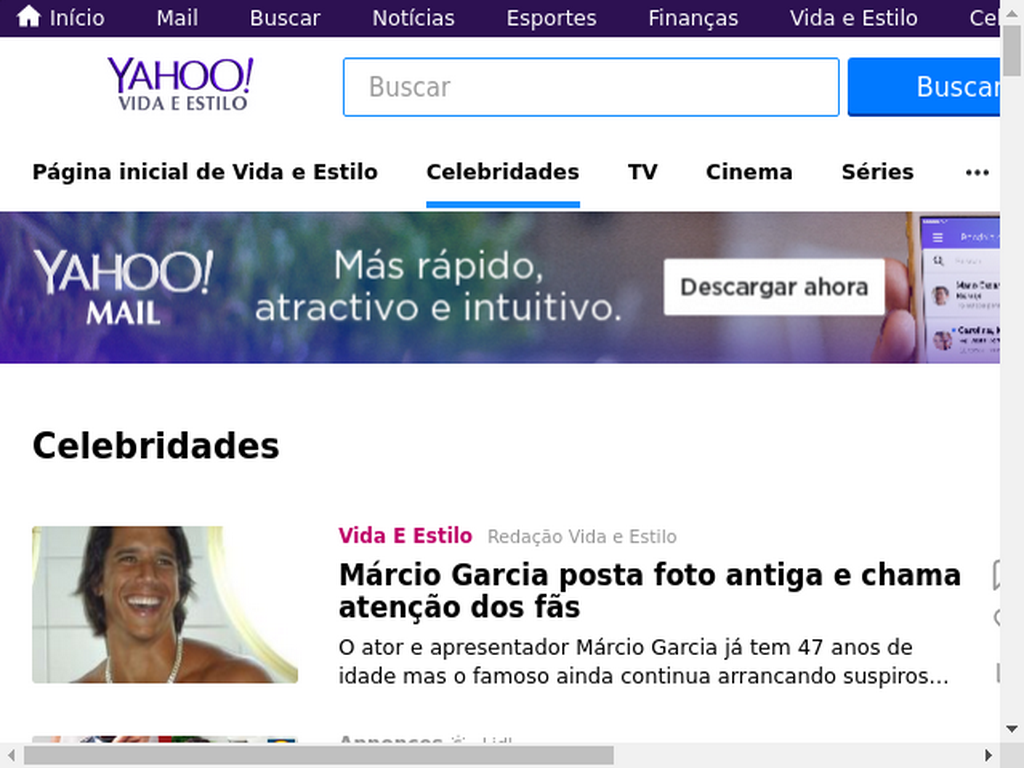 Início Mail Buscar Notícias Esportes Finanças Vida e Estilo
YAHOO!
VIDA E ESTILO
Buscar
Buscar
Página inicial de Vida e Estilo Celebridades TV Cinema Séries ...
YAHOO!
MAIL
Más rápido,
atractivo e intuitivo.
Descargar ahora
Celebridades
Vida E Estilo Redação Vida e Estilo
Márcio Garcia posta foto antiga e chama
atenção dos fãs
O ator e apresentador Márcio Garcia já tem 47 anos de
idade mas o famoso ainda continua arrancando suspiros...